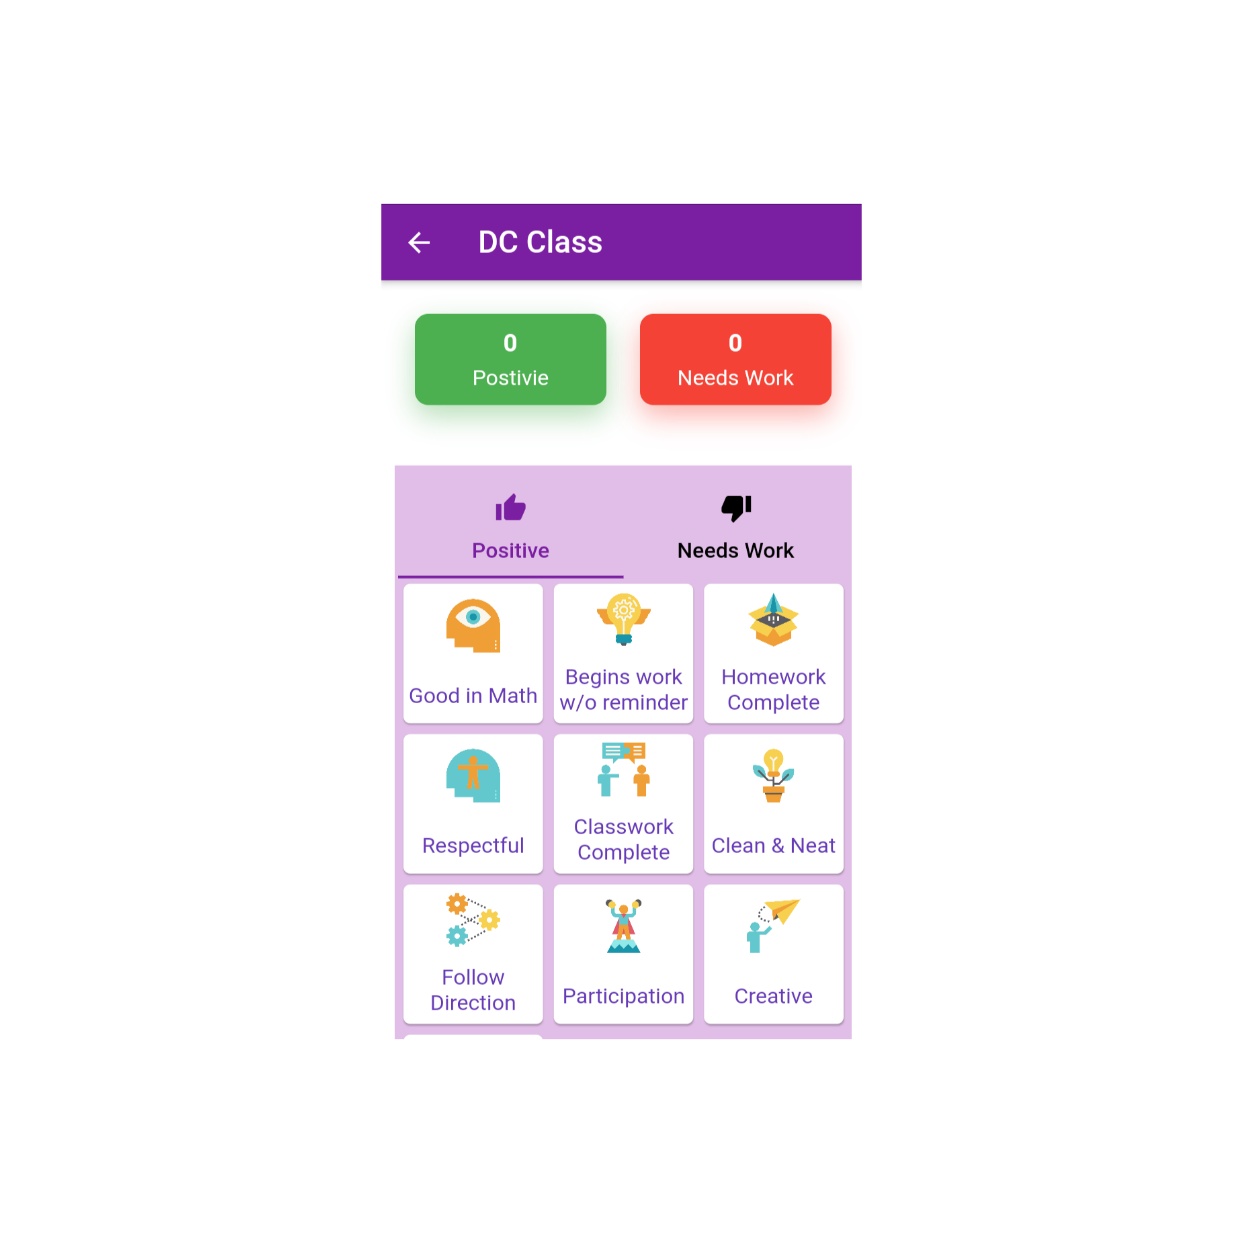 DC Class
0
Postivie
0
Needs Work
Positive
Needs Work
Good in Math
Begins work
w/o reminder
Homework
Complete
Respectful
Classwork
Complete
Clean & Neat
Follow
Direction
Participation
Creative